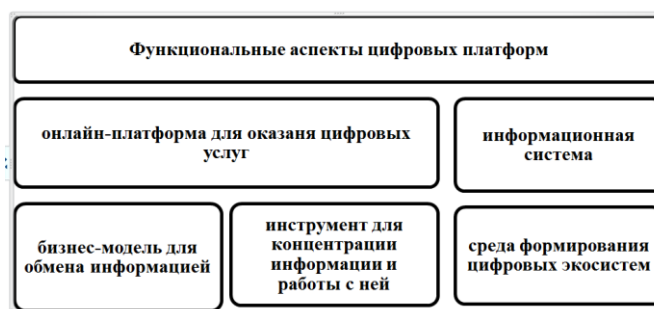 Функциональные аспекты цифровых платформ
онлайн-платформа для оказаня цифровых
услуг
информационная
система
бизнес-модель для
обмена информацией
инструмент для
концентрации
информации и
работы с ней
среда формирования
цифровых экосистем